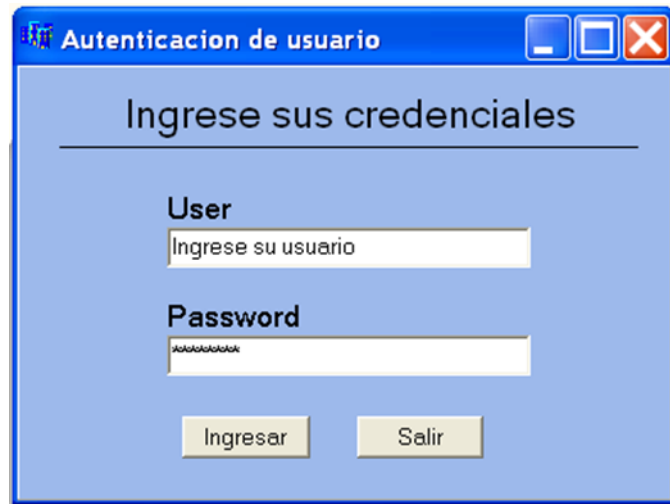 Autenticacion de usuario
Ingrese sus credenciales
User
Ingrese su usuario
Password
********
Ingresar Salir